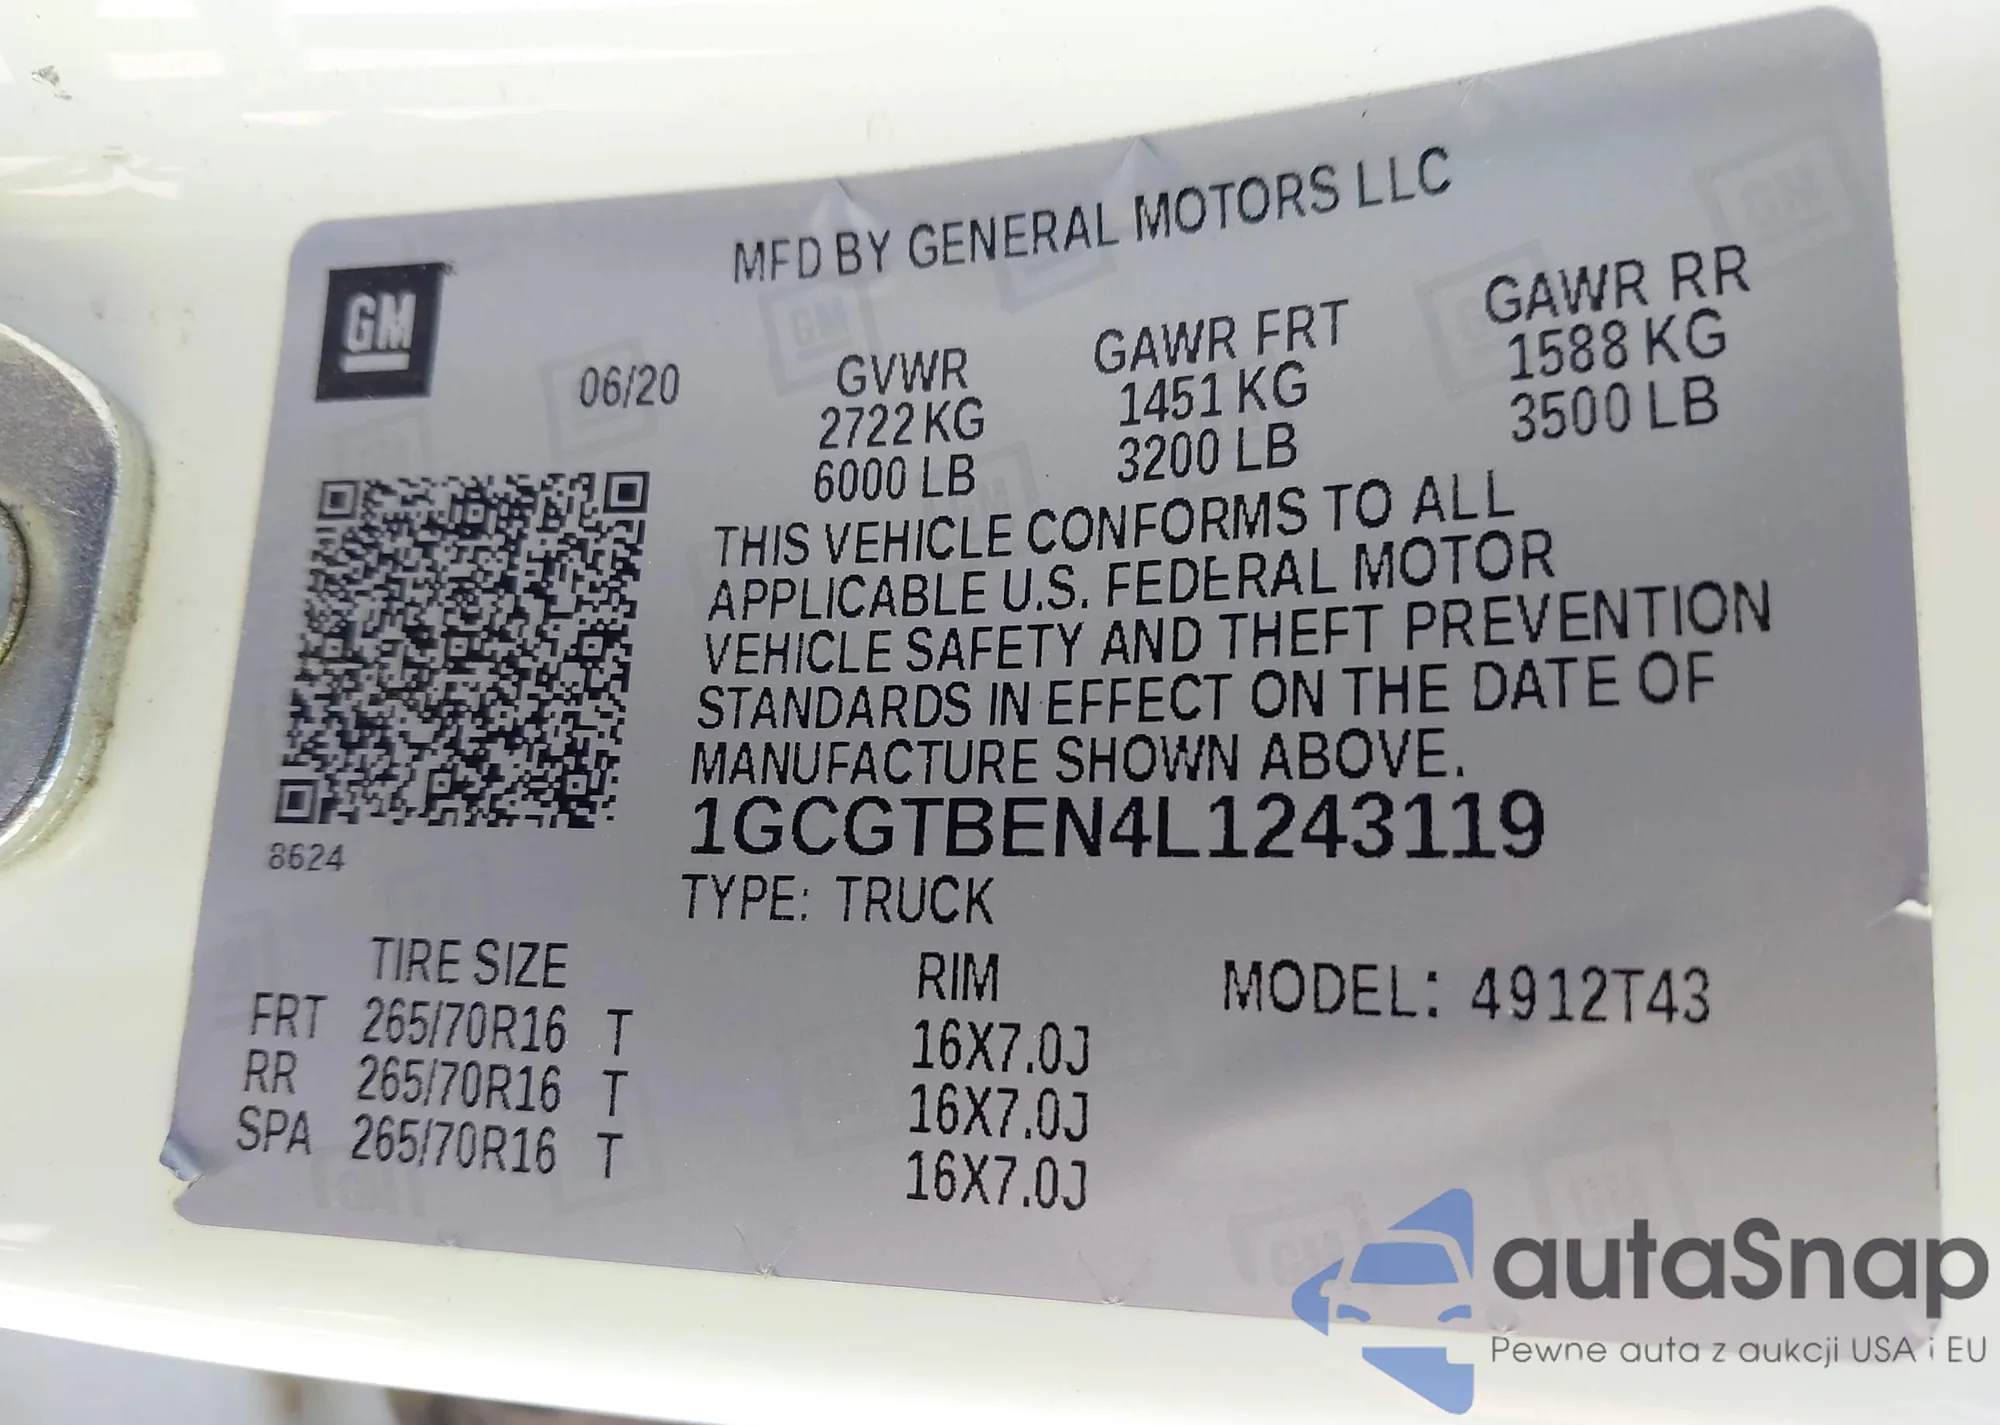 MFD BY GENERAL MOTORS LLC
GM
06/20
GVWR GAWR FRT GAWR RR
2722 KG 1451 KG 1588 KG
6000 LB 3200 LB 3500 LB
THIS VEHICLE CONFORMS TO ALL
APPLICABLE U.S. FEDERAL MOTOR
VEHICLE SAFETY AND THEFT PREVENTION
STANDARDS IN EFFECT ON THE DATE OF
MANUFACTURE SHOWN ABOVE.
1GCGTBEN4L1243119
8624
TYPE: TRUCK
TIRE SIZE RIM MODEL: 4912T43
FRT 265/70R16 T 16X7.0J
RR 265/70R16 T 16X7.0J
SPA 265/70R16 T 16X7.0J
autaSnap
Pewne auta z aukcji USA i EU